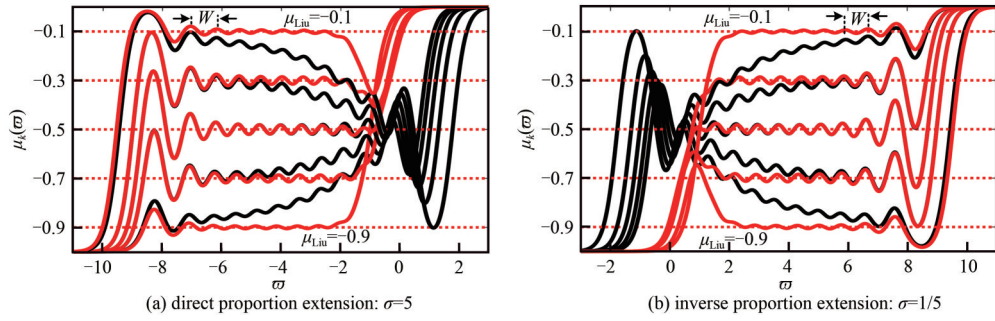 W
μLiu=−0.1
μLiu=−0.9
−0.1
−0.3
−0.5
−0.7
−0.9
μk(ϖ)
−10 −8 −6 −4 −2 0 2
ϖ
(a) direct proportion extension: σ=5
μLiu=−0.1
W
μLiu=−0.9
−0.1
−0.3
−0.5
−0.7
−0.9
μk(ϖ)
−2 0 2 4 6 8 10
ϖ
(b) inverse proportion extension: σ=1/5